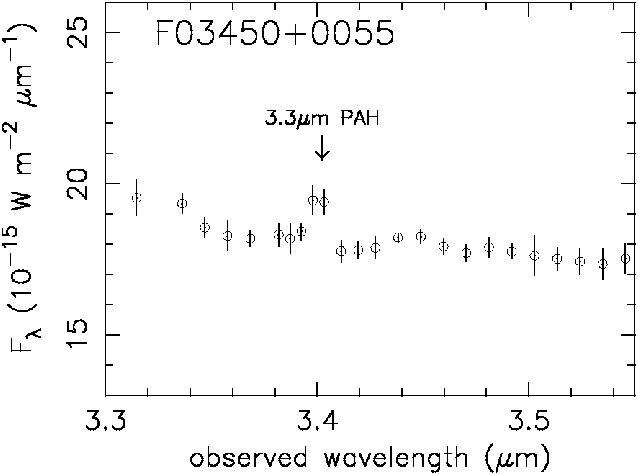 F03450+0055
3.3μm PAH
25
20
15
3.3
3.4
3.5
observed wavelength (μm)
Fλ (10−15 W m−2 μm−1)